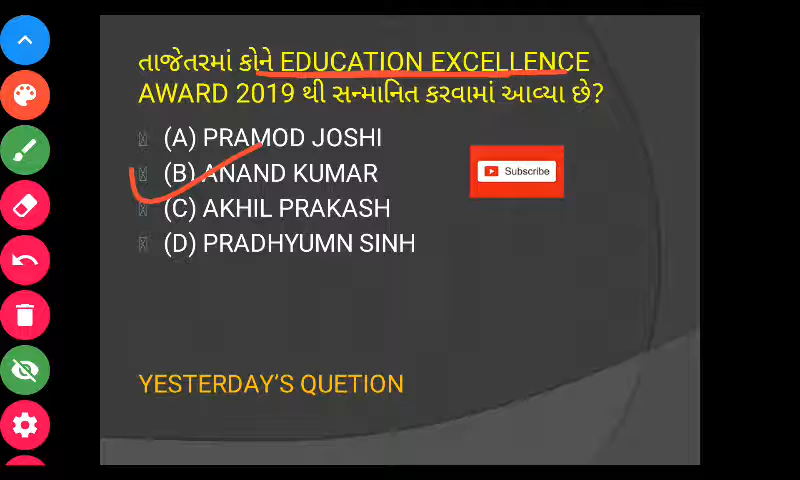 તાજેતરમાં કોને EDUCATION EXCELLENCE
AWARD 2019 થી સન્માનિત કરવામાં આવ્યા છે?
(A) PRAMOD JOSHI
(B) ANAND KUMAR
Subscribe
(C) AKHIL PRAKASH
(D) PRADHYUMN SINH
YESTERDAY'S QUETION